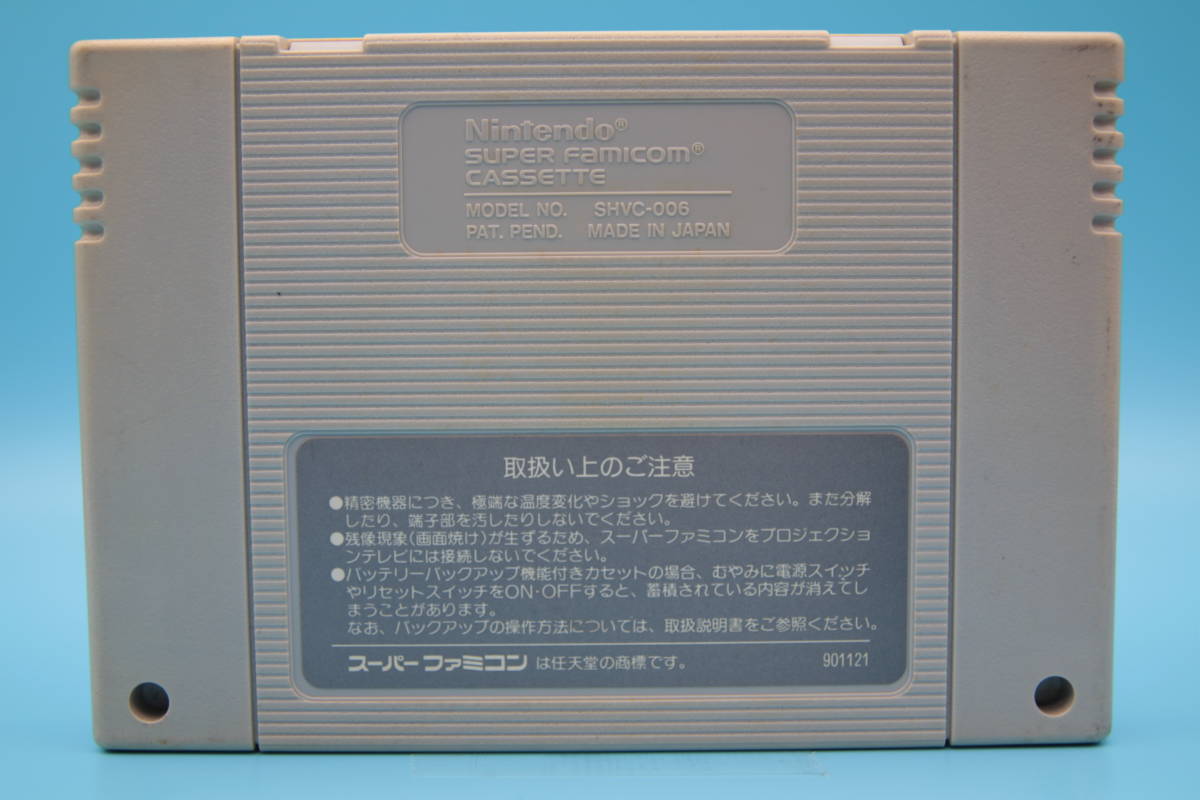 Nintendo®
SUPER FAMICOM®
CASSETTE
MODEL NO. SHVC-006
PAT. PEND. MADE IN JAPAN
取扱い上のご注意
●精密機器につき、極端な温度変化やショックを避けてください。また分解
したり、端子部を汚したりしないでください。
●残像現象(画面焼け)が生ずるため、スーパーファミコンをプロジェクショ
ンテレビには接続しないでください。
●バッテリーバックアップ機能付きカセットの場合、むやみに電源スイッチ
やリセットスイッチをON・OFFすると、蓄積されている内容が消えてし
まうことがあります。
なお、バックアップの操作方法については、取扱説明書をご参照ください。
スーパーファミコン は任天堂の商標です。 901121